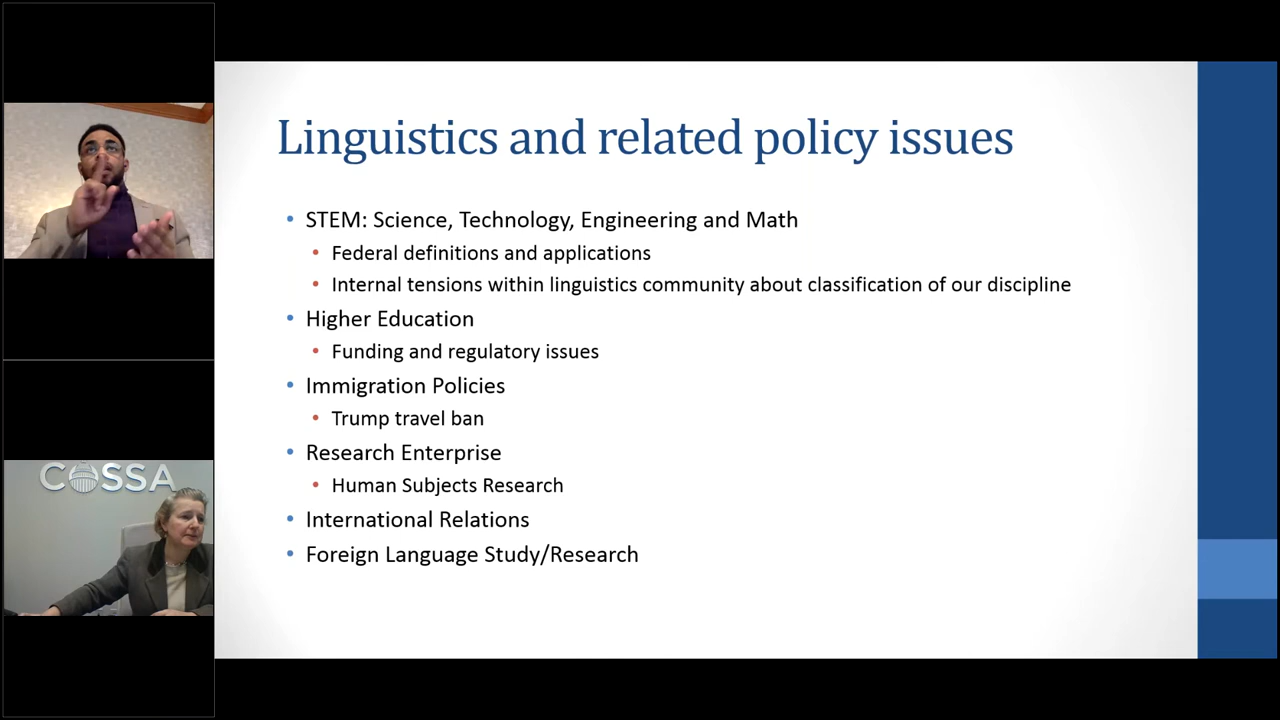 Linguistics and related policy issues
• STEM: Science, Technology, Engineering and Math
• Federal definitions and applications
• Internal tensions within linguistics community about classification of our discipline
• Higher Education
• Funding and regulatory issues
• Immigration Policies
• Trump travel ban
• Research Enterprise
• Human Subjects Research
• International Relations
• Foreign Language Study/Research
COSSA